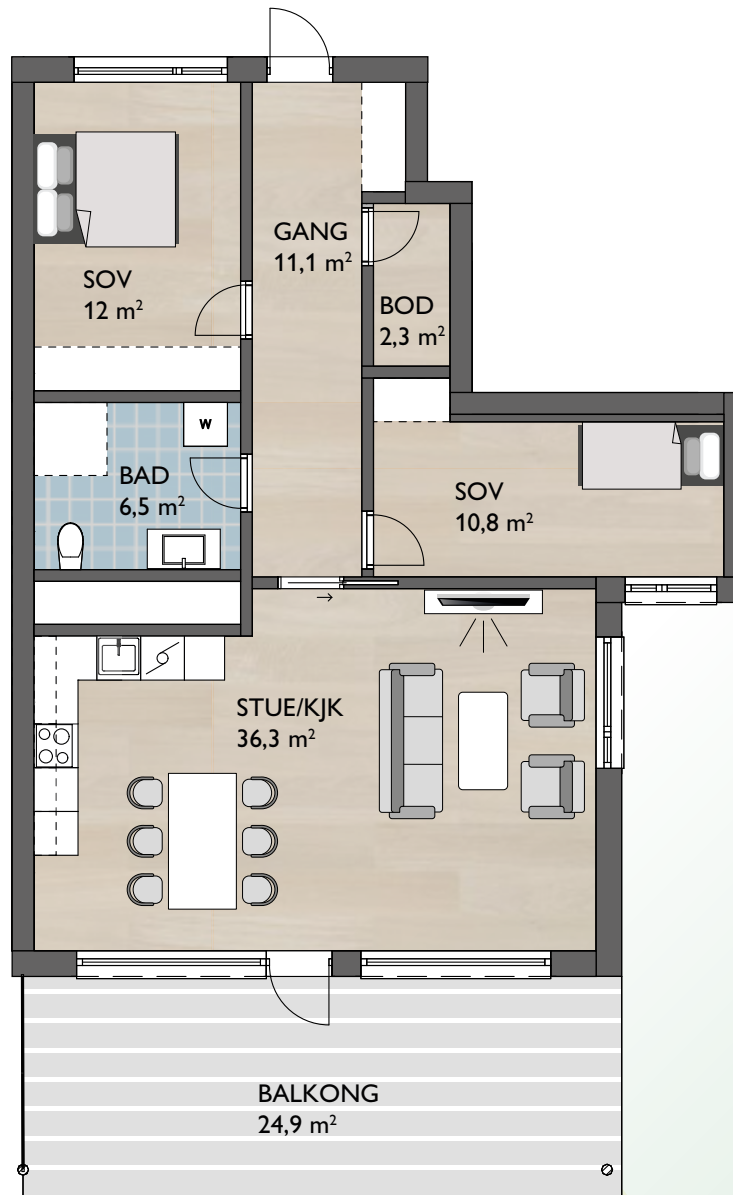 GANG
11,1 m²
SOV
12 m²
BOD
2,3 m²
W
BAD
6,5 m²
SOV
10,8 m²
STUE/KJK
36,3 m²
BALKONG
24,9 m²